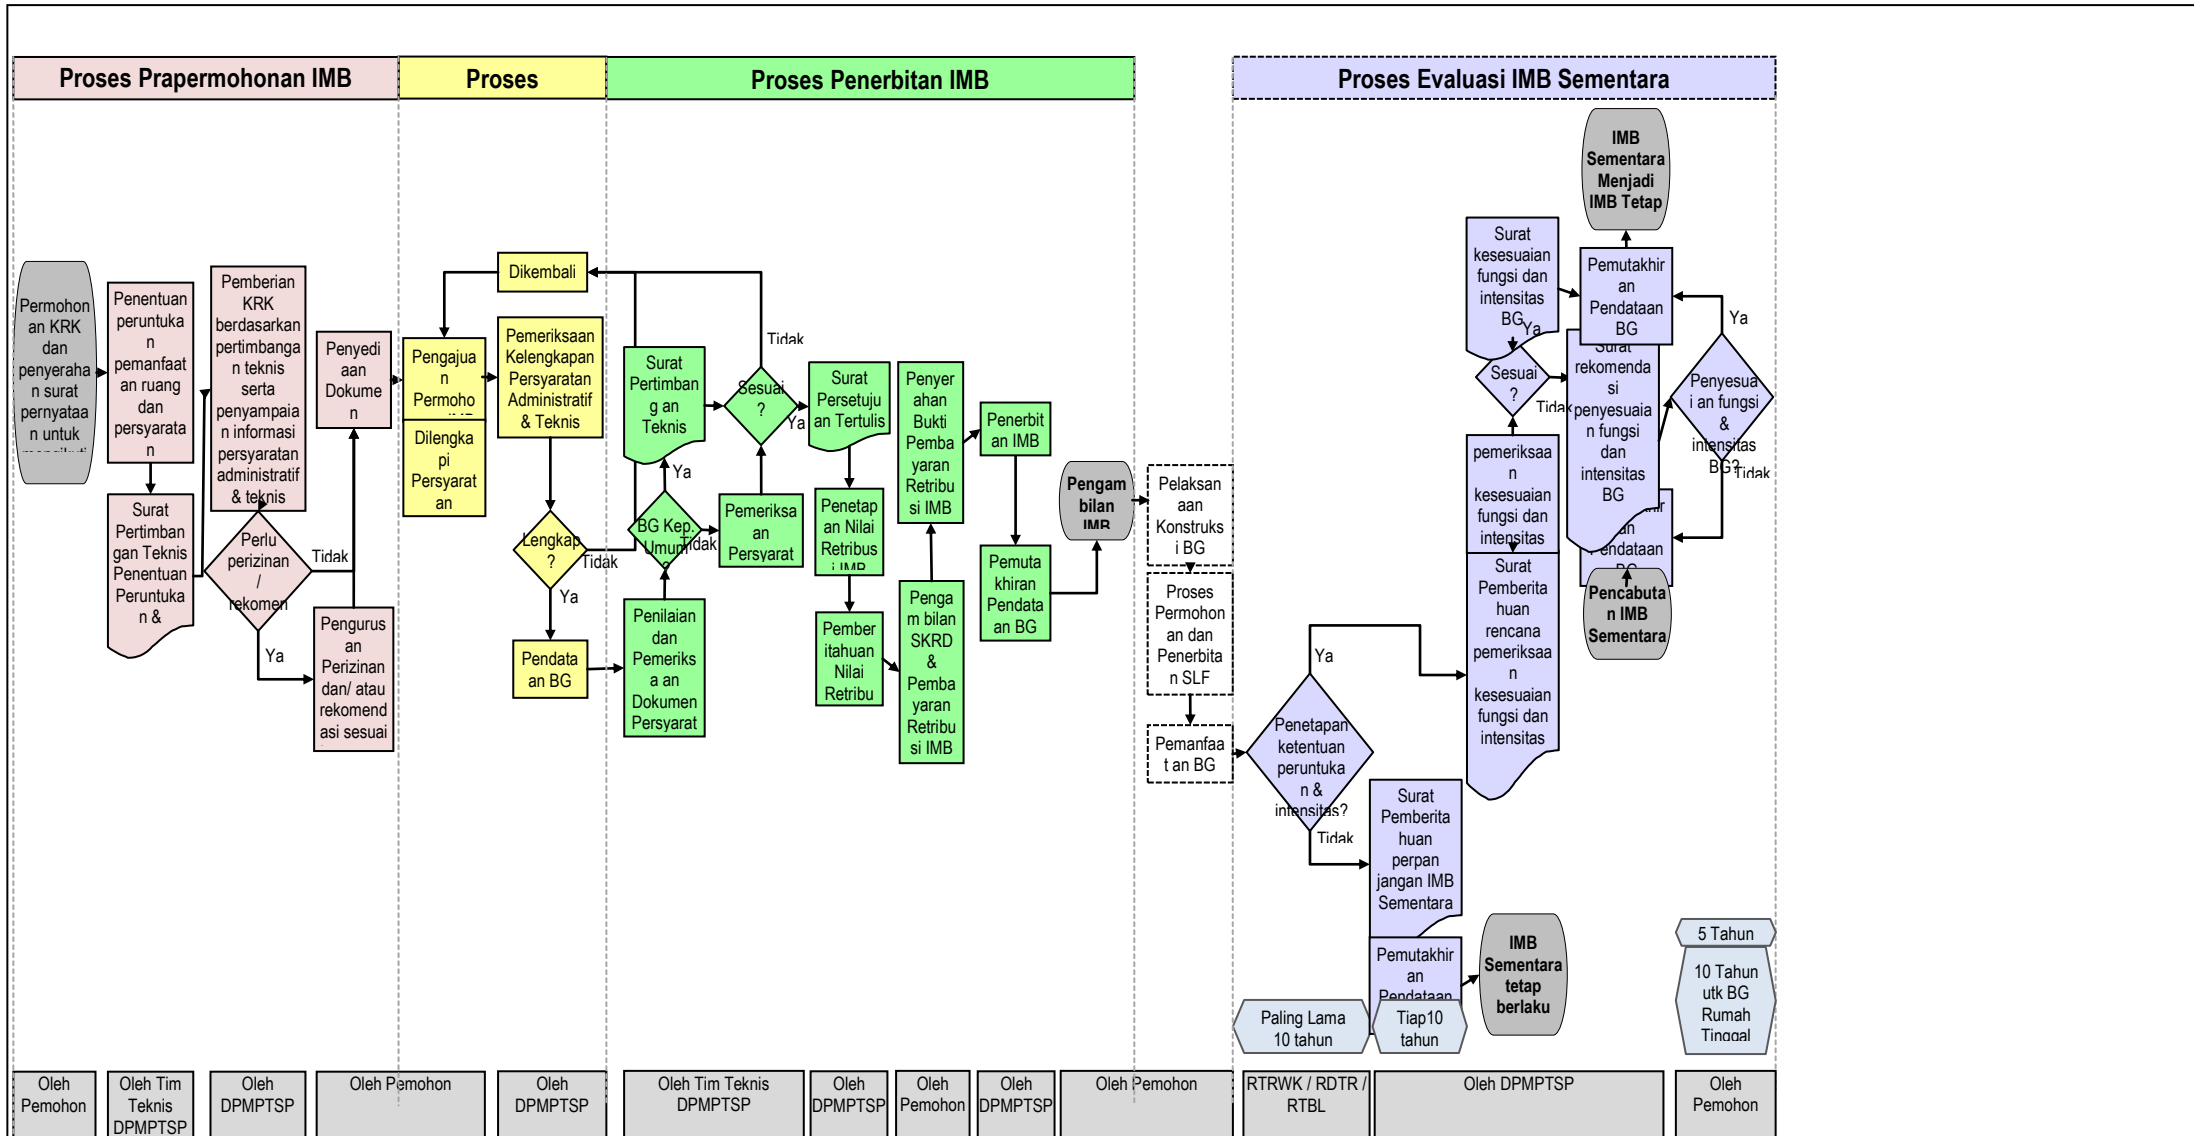 Proses Prapermohonan IMB
Proses
Proses Penerbitan IMB
Proses Evaluasi IMB Sementara
Permohon
an KRK
dan
penyeraha
n surat
pernyataa
n untuk
Penentuan
peruntuka
n
pemanfaat
an ruang
dan
persyarata
n
Surat
Pertimban
gan Teknis
Penentuan
Peruntuka
n &
Pemberian
KRK
berdasarkan
pertimbanga
n teknis
serta
penyampaia
n informasi
persyaratan
administratif
& teknis
Perlu
perizinan
/
rekomen
Tidak
Ya
Penyedi
aan
Dokume
n
Pengurus
an
Perizinan
dan/ atau
rekomend
asi sesuai
Dikembali
Pengajua
n
Permoho
Dilengka
pi
Persyarat
an
Pemeriksaan
Kelengkapan
Persyaratan
Administratif
& Teknis
Lengkap
?
Tidak
Ya
Pendata
an BG
Surat
Pertimban
g an
Teknis
Ya
BG Kep.
Umum
?
Tidak
Penilaian
dan
Pemeriks
a an
Dokumen
Persyarat
Tidak
Sesuai
?
Ya
Pemeriksa
an
Persyarat
Surat
Persetuju
an Tertulis
Penetap
an Nilai
Retribus
i IMB
Pember
itahuan
Nilai
Retribu
Penyer
ahan
Bukti
Pemba
yaran
Retribu
si IMB
Penga
m bilan
SKRD
&
Pemba
yaran
Retribu
si IMB
Penerbit
an IMB
Pemuta
khiran
Pendata
an BG
Pengam
bilan
IMB
Pelaksan
aan
Konstruks
i BG
Proses
Permohon
an dan
Penerbita
n SLF
Pemanfaa
t an BG
Ya
Penetapan
ketentuan
peruntuka
n &
intensitas?
Tidak
Surat
Pemberita
huan
perpan
jangan IMB
Sementara
Pemutakhir
an
Pendataan
IMB
Sementara
tetap
berlaku
Surat
kesesuaian
fungsi dan
intensitas
BG
Ya
Sesuai
?
Tidak
pemeriksaa
n
kesesuaian
fungsi dan
intensitas
Surat
Pemberita
huan
rencana
pemeriksaa
n
kesesuaian
fungsi dan
intensitas
IMB
Sementara
Menjadi
IMB Tetap
Pemutakhir
an
Pendataan
BG
Surat
rekomenda
si
penyesuaia
n fungsi
dan
intensitas
BG
Pendataan
Pencabuta
n IMB
Sementara
Ya
Penyesua
i an fungsi
&
intensitas
BG?
Tidak
5 Tahun
10 Tahun
utk BG
Rumah
Tinggal
Paling Lama
10 tahun
Tiap10
tahun
Oleh
Pemohon
Oleh Tim
Teknis
DPMPTSP
Oleh
DPMPTSP
Oleh Pemohon
Oleh
DPMPTSP
Oleh Tim Teknis
DPMPTSP
Oleh
DPMPTSP
Oleh
Pemohon
Oleh
DPMPTSP
Oleh Pemohon
RTRWK / RDTR /
RTBL
Oleh DPMPTSP
Oleh
Pemohon